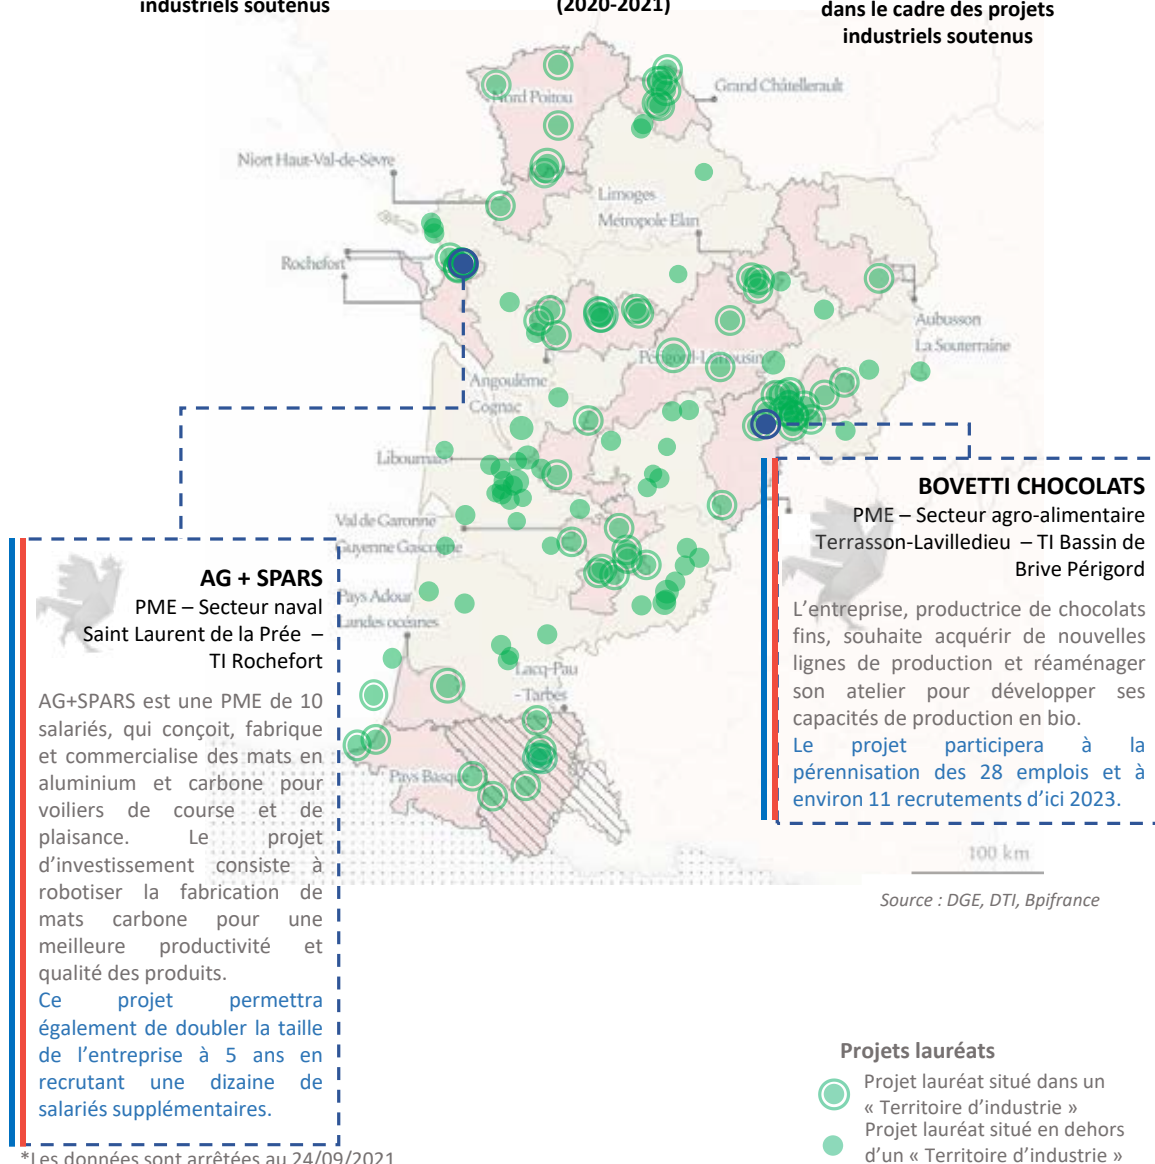 industriels soutenus
(2020-2021)
dans le cadre des projets
industriels soutenus
Nord Poitou
Grand Châtellerault
Niort Haut-Val-de-Sèvre
Limoges
Métropole Elan
Rochefort
Aubusson
La Souterraine
Périgord-Limousin
Angoulême
Cognac
Libournais
Val de Garonne
Guyenne Gascogne
Pays Adour
Landes océanes
Lacq-Pau
- Tarbes
Pays Basque
100 km
BOVETTI CHOCOLATS
PME – Secteur agro-alimentaire
Terrasson-Lavilledieu – TI Bassin de
Brive Périgord
L'entreprise, productrice de chocolats
fins, souhaite acquérir de nouvelles
lignes de production et réaménager
son atelier pour développer ses
capacités de production en bio.
Le projet participera à la
pérennisation des 28 emplois et à
environ 11 recrutements d'ici 2023.
AG + SPARS
PME – Secteur naval
Saint Laurent de la Prée –
TI Rochefort
AG+SPARS est une PME de 10
salariés, qui conçoit, fabrique
et commercialise des mats en
aluminium et carbone pour
voiliers de course et de
plaisance. Le projet
d'investissement consiste à
robotiser la fabrication de
mats carbone pour une
meilleure productivité et
qualité des produits.
Ce projet permettra
également de doubler la taille
de l'entreprise à 5 ans en
recrutant une dizaine de
salariés supplémentaires.
Source : DGE, DTI, Bpifrance
Projets lauréats
Projet lauréat situé dans un
« Territoire d'industrie »
Projet lauréat situé en dehors
d'un « Territoire d'industrie »
*Les données sont arrêtées au 24/09/2021